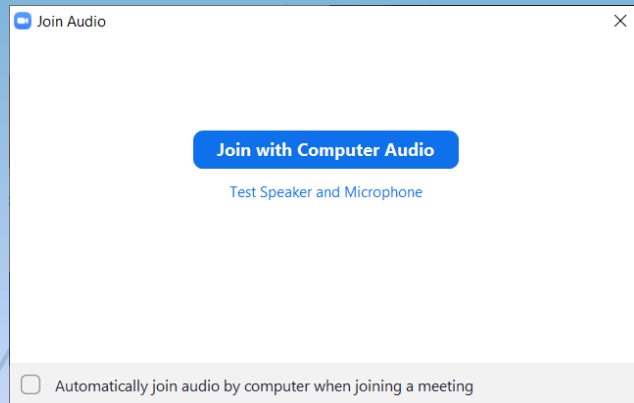 Join Audio
Join with Computer Audio
Test Speaker and Microphone
Automatically join audio by computer when joining a meeting